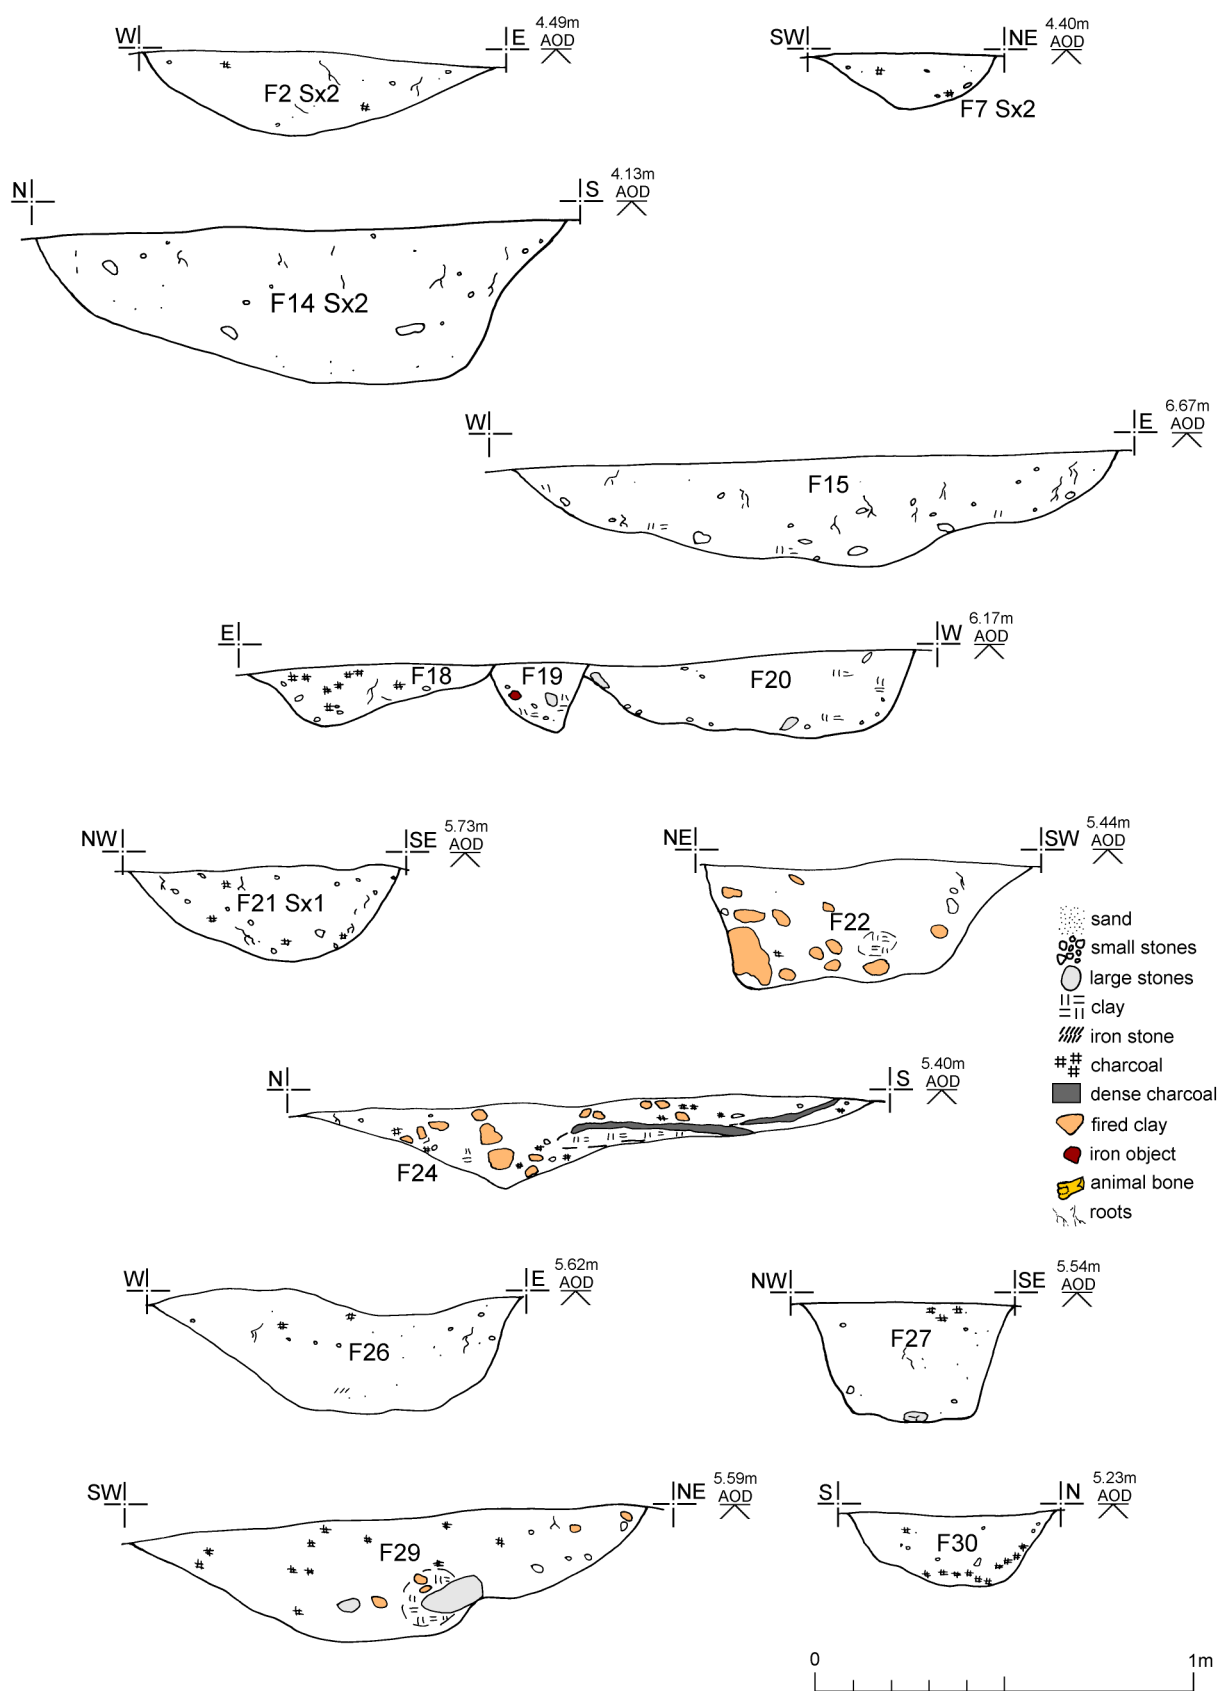 W E 4.49m
AOD
F2 Sx2
SW NE 4.40m
AOD
F7 Sx2
N S 4.13m
AOD
F14 Sx2
W E 6.67m
AOD
F15
E W 6.17m
AOD
F18 F19 F20
NW SE 5.73m
AOD
F21 Sx1
NE SW 5.44m
AOD
F22
sand
small stones
large stones
clay
iron stone
charcoal
dense charcoal
fired clay
iron object
animal bone
roots
N S 5.40m
AOD
F24
W E 5.62m
AOD
F26
NW SE 5.54m
AOD
F27
SW NE 5.59m
AOD
F29
S N 5.23m
AOD
F30
0 1m